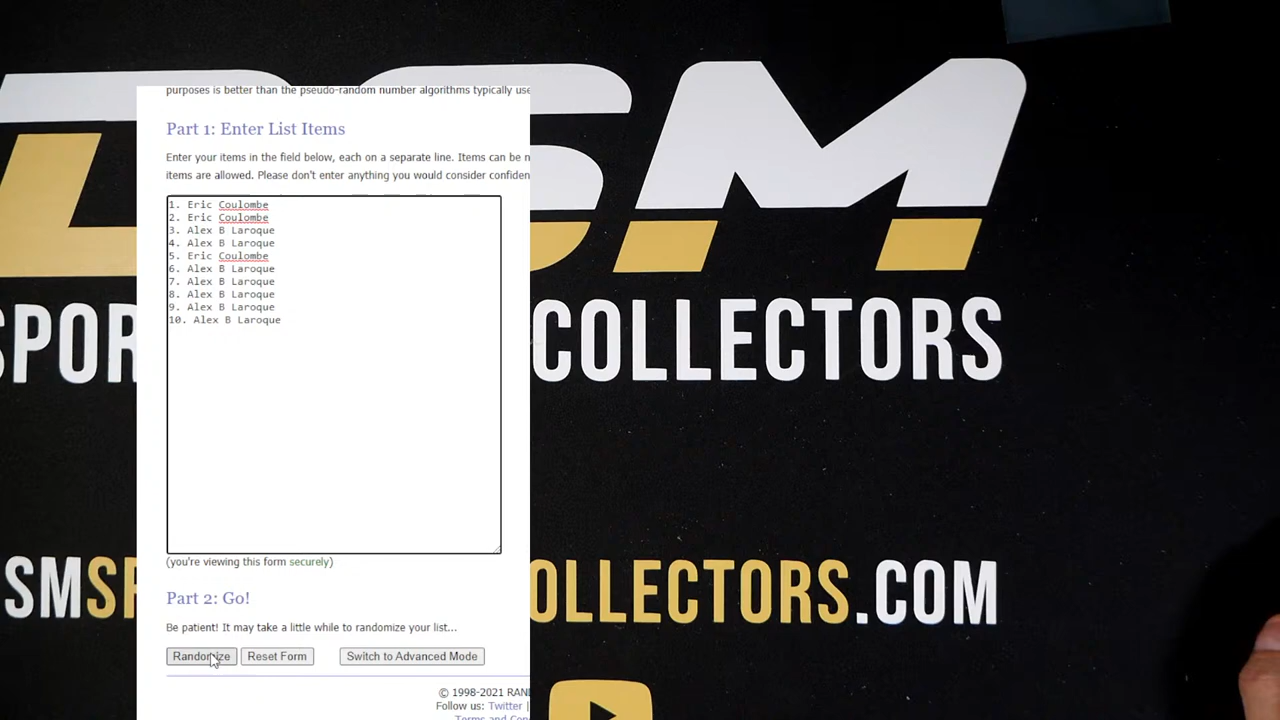 purposes is better than the pseudo-random number algorithms typically use
Part 1: Enter List Items
Enter your items in the field below, each on a separate line. Items can be n
items are allowed. Please don't enter anything you would consider confiden
1. Eric Coulombe
2. Eric Coulombe
3. Alex B Laroque
4. Alex B Laroque
5. Eric Coulombe
6. Alex B Laroque
7. Alex B Laroque
8. Alex B Laroque
9. Alex B Laroque
10. Alex B Laroque
(you're viewing this form securely)
Part 2: Go!
Be patient! It may take a little while to randomize your list...
Randomize Reset Form Switch to Advanced Mode
© 1998-2021 RAN
Follow us: Twitter |
Terms and Con
SM
SPOR COLLECTORS
SMSP OLLECTORS.COM